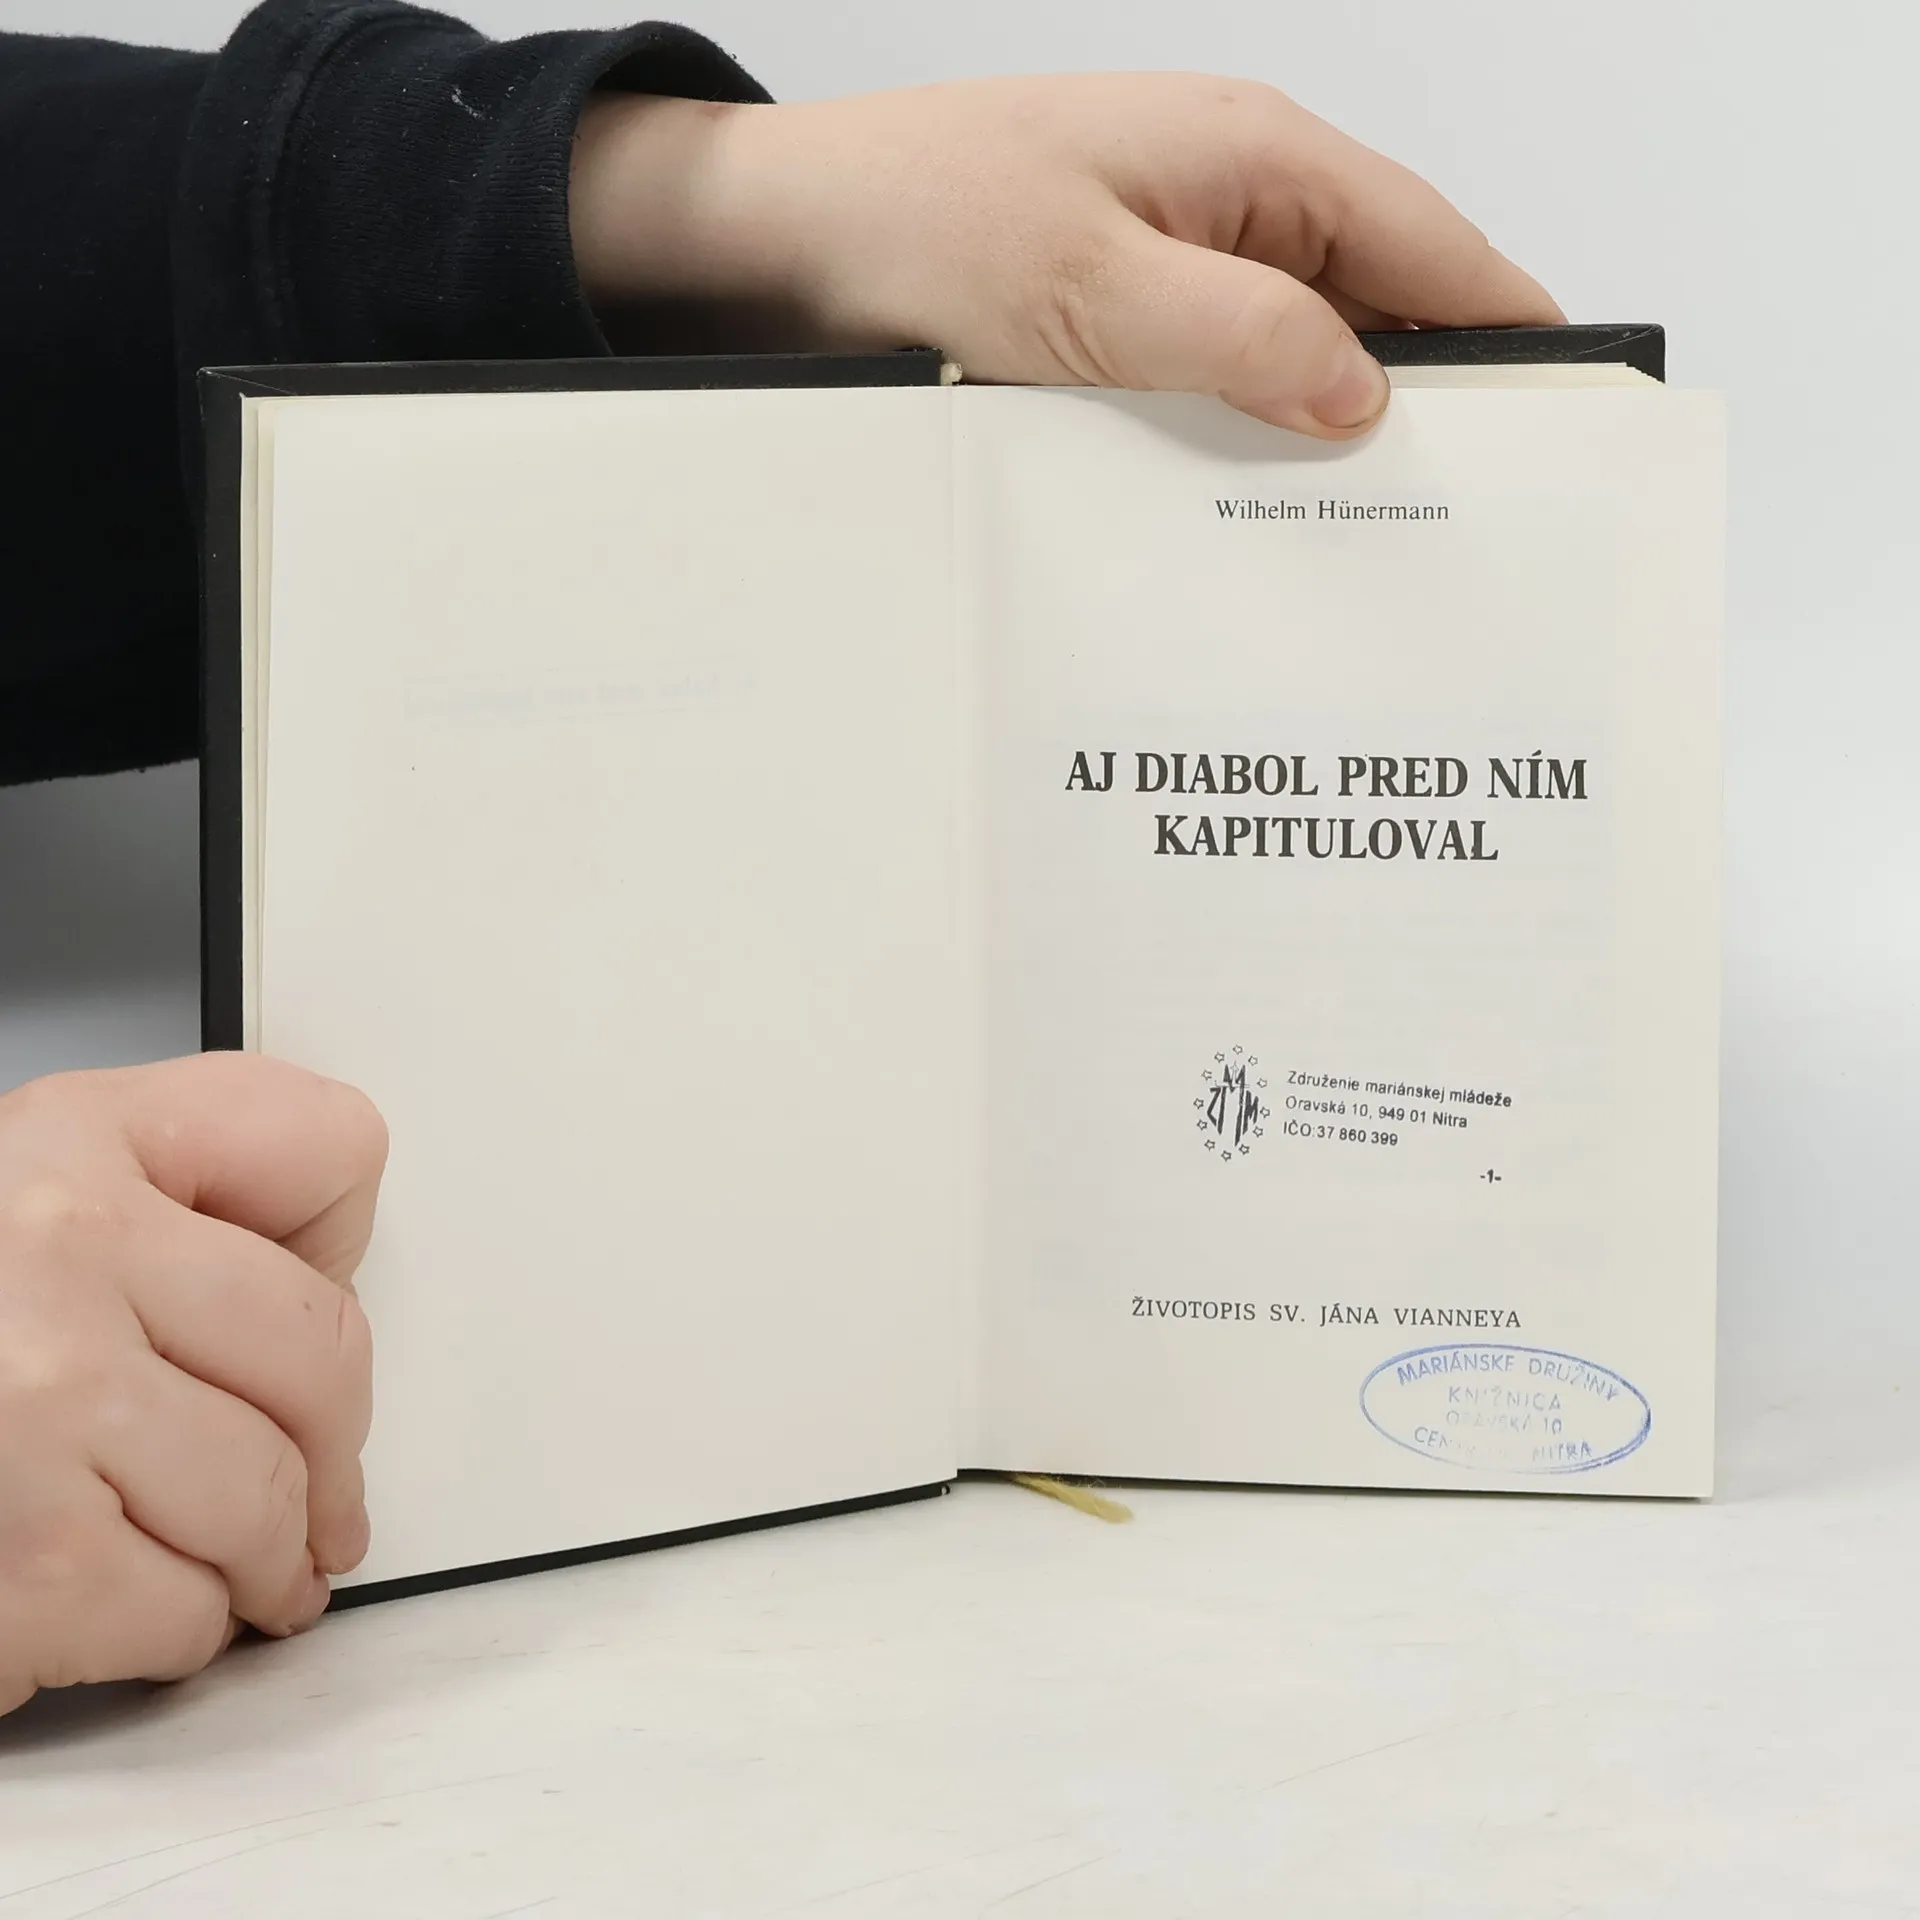 Wilhelm Hünermann
AJ DIABOL PRED NÍM
KAPITULOVAL
ZMM
Združenie mariánskej mládeže
Oravská 10, 949 01 Nitra
IČO:37 860 399
-1-
ŽIVOTOPIS SV. JÁNA VIANNEYA
MARIÁNSKE DRUŽINY
KNIŽNICA
ORAVSKÁ 10
NITRA